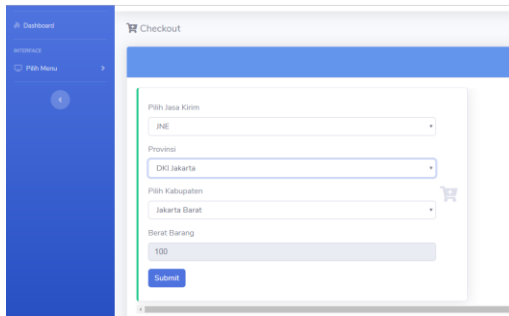 Dashboard
INTERFACE
Pilih Menu
Checkout
Pilih Jasa Kirim
JNE
Provinsi
DKI Jakarta
Pilih Kabupaten
Jakarta Barat
Berat Barang
100
Submit